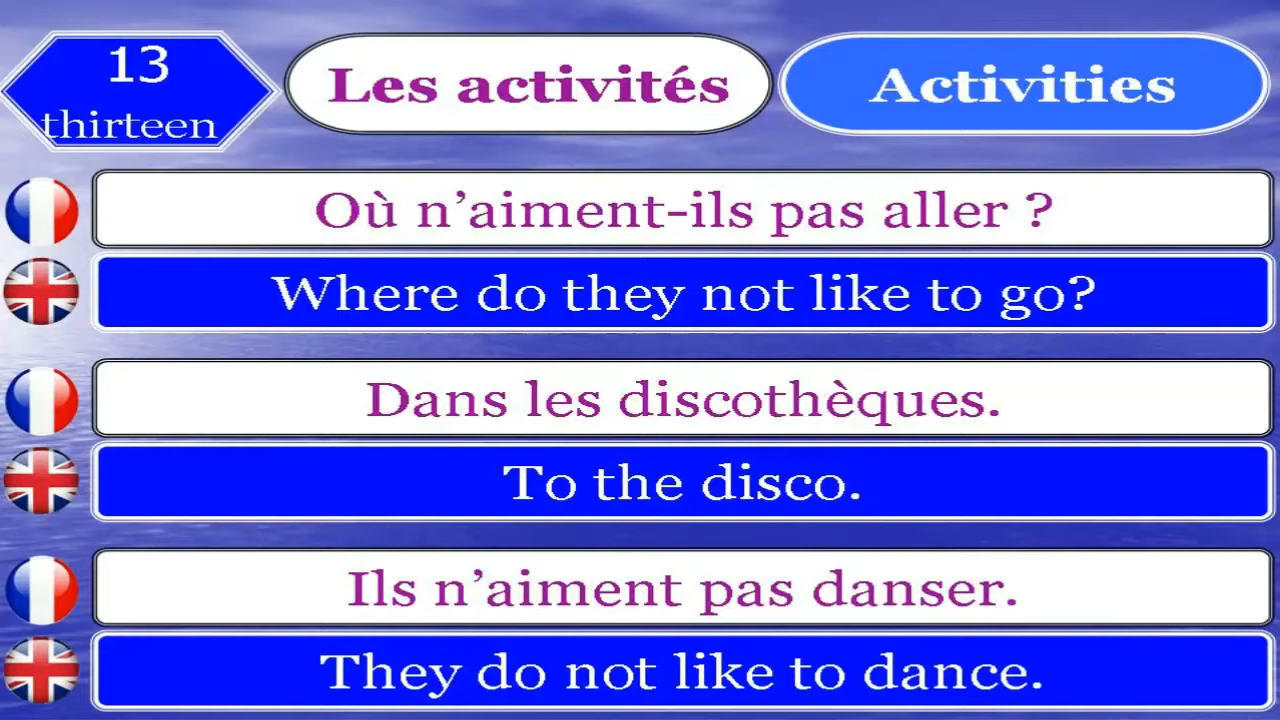 13
thirteen
Les activités
Activities
Où n’aiment-ils pas aller ?
Where do they not like to go?
Dans les discothèques.
To the disco.
Ils n’aiment pas danser.
They do not like to dance.